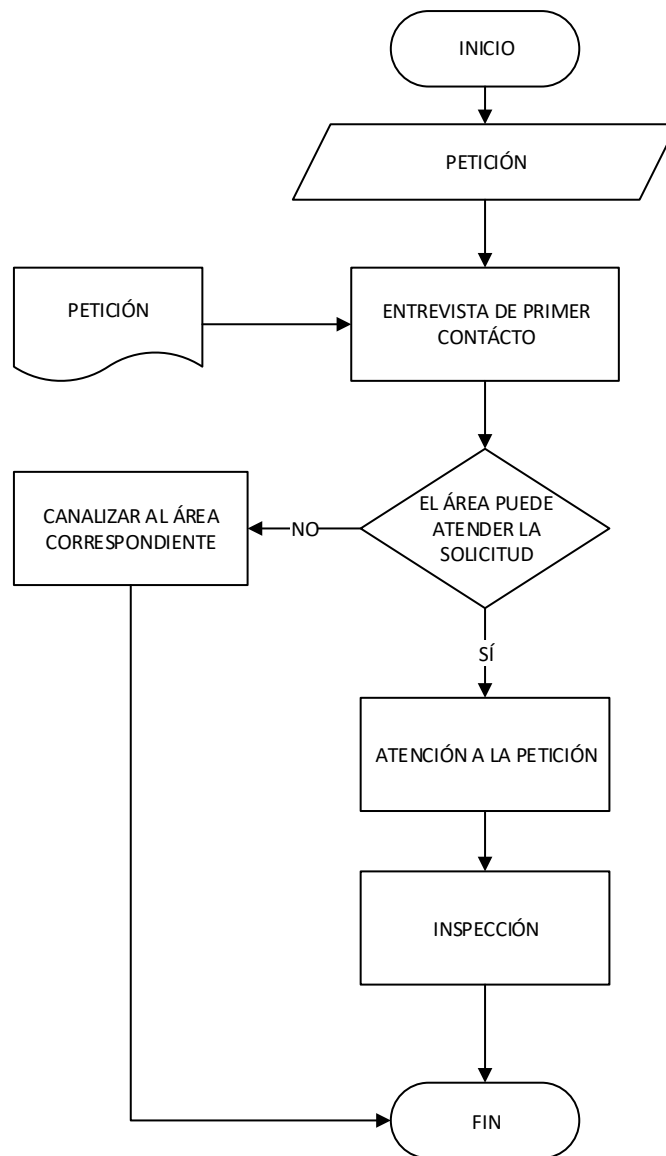 INICIO
PETICIÓN
PETICIÓN
ENTREVISTA DE PRIMER
CONTÁCTO
EL ÁREA PUEDE
ATENDER LA
SOLICITUD
NO
CANALIZAR AL ÁREA
CORRESPONDIENTE
SÍ
ATENCIÓN A LA PETICIÓN
INSPECCIÓN
FIN